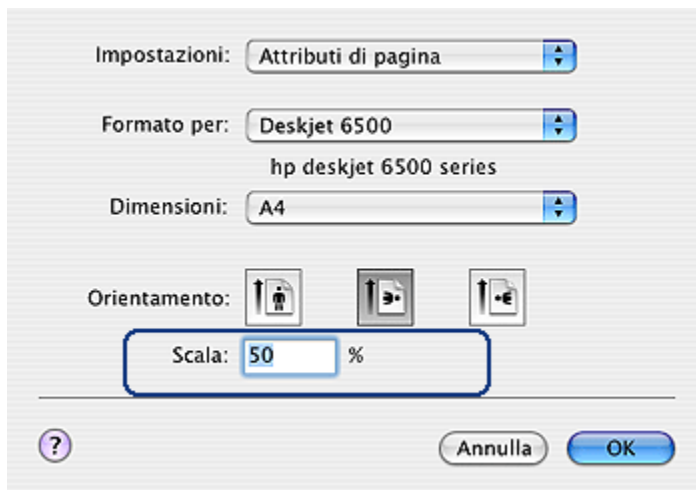 Impostazioni: Attributi di pagina
Formato per: Deskjet 6500
hp deskjet 6500 series
Dimensioni: A4
Orientamento:
Scala: 50 %
? Annulla OK